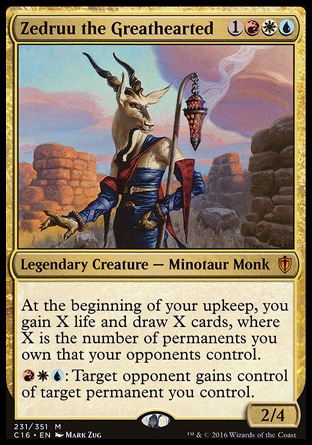 Zedruu the Greathearted 1
Legendary Creature — Minotaur Monk
At the beginning of your upkeep, you
gain X life and draw X cards, where
X is the number of permanents you
own that your opponents control.
: Target opponent gains control
of target permanent you control.
2/4
231/351 M
C16 • EN Mark Zug
™ & © 2016 Wizards of the Coast